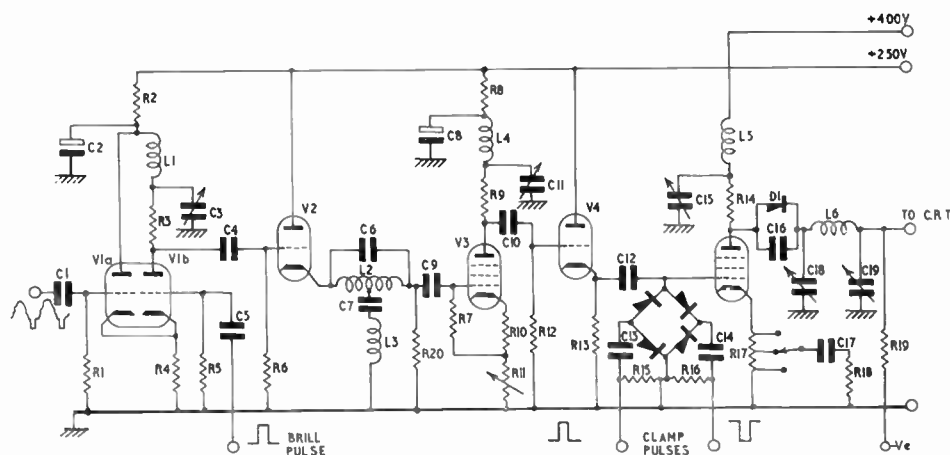 +400V
+250V
R2
R8
C2
L1
C8
L4
L5
C3
C11
C15
R14
D1
L6
TO C.R.T
R3
R9
C16
V2
V4
C4
C6
V3
C10
C12
C18
C19
V1a
V1b
L2
C9
C1
C7
C5
R7
R10
R12
C13
C14
R17
C17
R19
L3
R13
R1
R4
R5
R6
R20
R11
R15
R16
R18
BRILL
PULSE
CLAMP
PULSES
-Ve